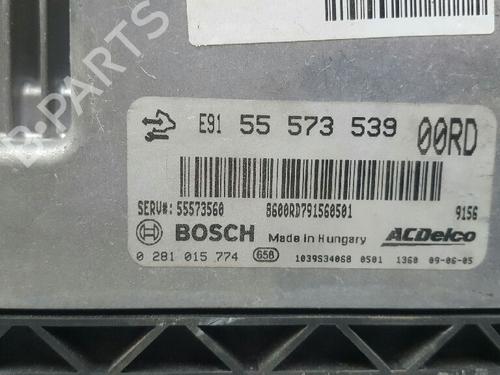 B-PARTS
E91 55 573 539 00RD
SERV#: 55573560 8600RD791560501 9156
BOSCH Made in Hungary ACDelco
0 281 015 774 G58 1039S34068 0501 1360 09-06-05